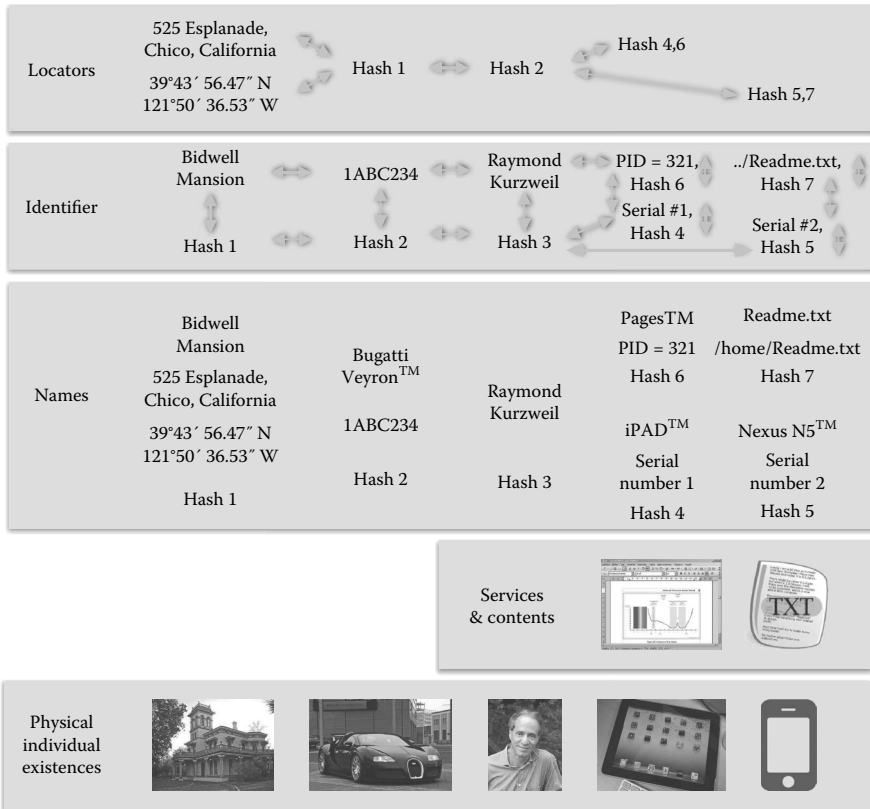 Locators
525 Esplanade,
Chico, California
39°43´ 56.47˝ N
121°50´ 36.53˝ W
Hash 1
Hash 2
Hash 4,6
Hash 5,7
Identifier
Bidwell
Mansion
1ABC234
Raymond
Kurzweil
PID = 321,
Hash 6
../Readme.txt,
Hash 7
Hash 1
Hash 2
Hash 3
Serial #1,
Hash 4
Serial #2,
Hash 5
Names
Bidwell
Mansion
525 Esplanade,
Chico, California
39°43´ 56.47˝ N
121°50´ 36.53˝ W
Hash 1
Bugatti
Veyron™
1ABC234
Hash 2
Raymond
Kurzweil
Hash 3
PagesTM
PID = 321
Hash 6
iPAD™
Serial
number 1
Hash 4
Readme.txt
/home/Readme.txt
Hash 7
Nexus N5™
Serial
number 2
Hash 5
Services
& contents
TXT
Physical
individual
existences